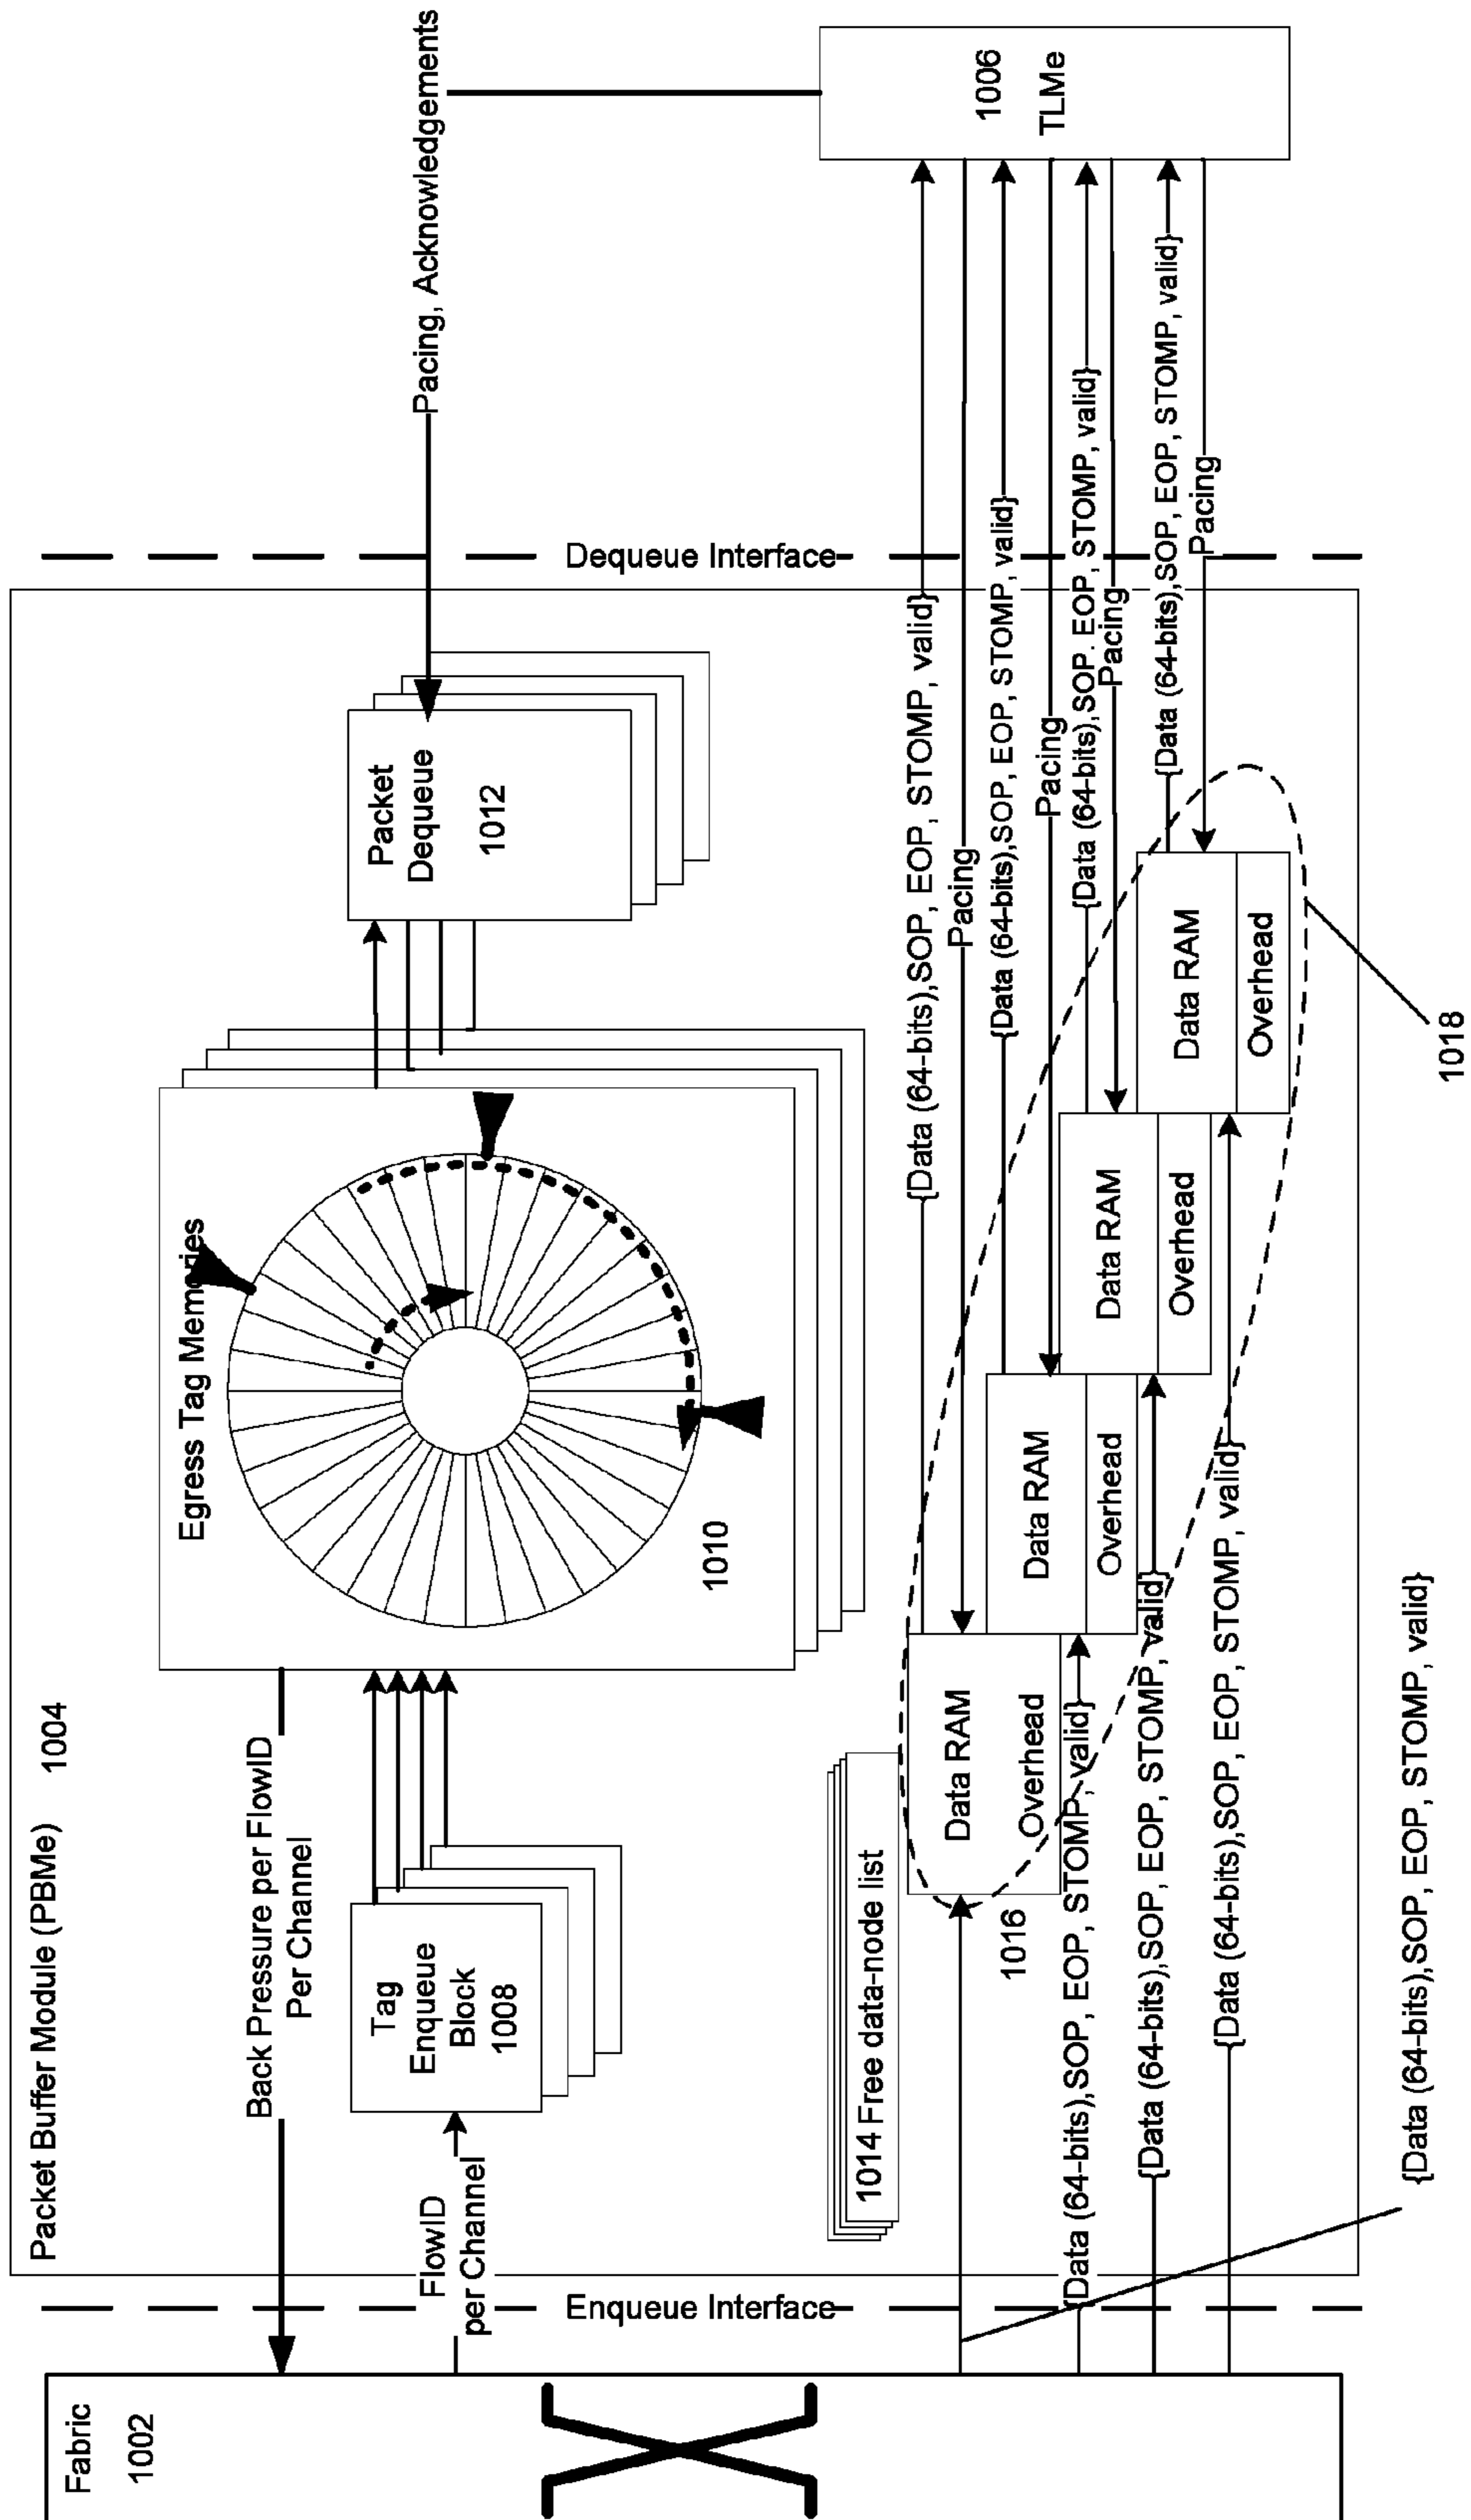 Fabric
1002
Enqueue Interface
Packet Buffer Module (PBMe) 1004
Back Pressure per FlowID
Per Channel
FlowID
per Channel
Tag
Enqueue
Block
1008
Egress Tag Memories
1010
Packet
Dequeue
1012
Dequeue Interface
Pacing, Acknowledgements
1006
TLMe
1014 Free data-node list
1016
Data RAM
Overhead
Data RAM
Overhead
Data RAM
Overhead
Data RAM
Overhead
1018
{Data (64-bits),SOP, EOP, STOMP, valid}
Pacing
{Data (64-bits),SOP, EOP, STOMP, valid}
Pacing
{Data (64-bits),SOP. EOP, STOMP, valid}
Pacing
{Data (64-bits),SOP, EOP, STOMP, valid}
Pacing
{Data (64-bits),SOP, EOP, STOMP, valid}
{Data (64-bits),SOP, EOP, STOMP, valid}
{Data (64-bits),SOP, EOP, STOMP, valid}
{Data (64-bits),SOP, EOP, STOMP, valid}